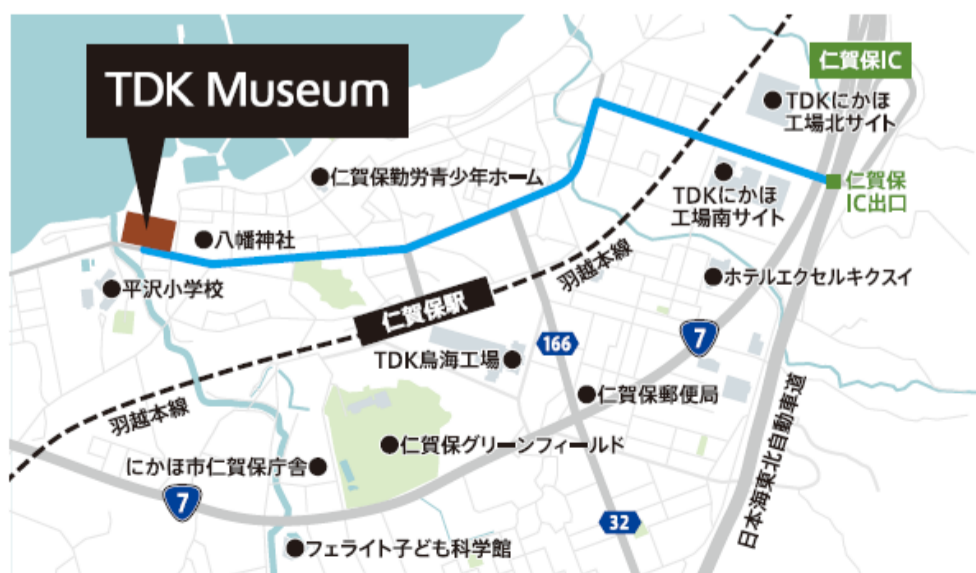 仁賀保IC
TDK Museum
TDKにかほ
工場北サイト
仁賀保勤労青少年ホーム
TDKにかほ
工場南サイト
仁賀保
IC出口
八幡神社
羽越本線
ホテルエクセルキクスイ
平沢小学校
仁賀保駅
7
166
TDK鳥海工場
仁賀保郵便局
羽越本線
日本海東北自動車道
仁賀保グリーンフィールド
にかほ市仁賀保庁舎
7
32
フェライト子ども科学館